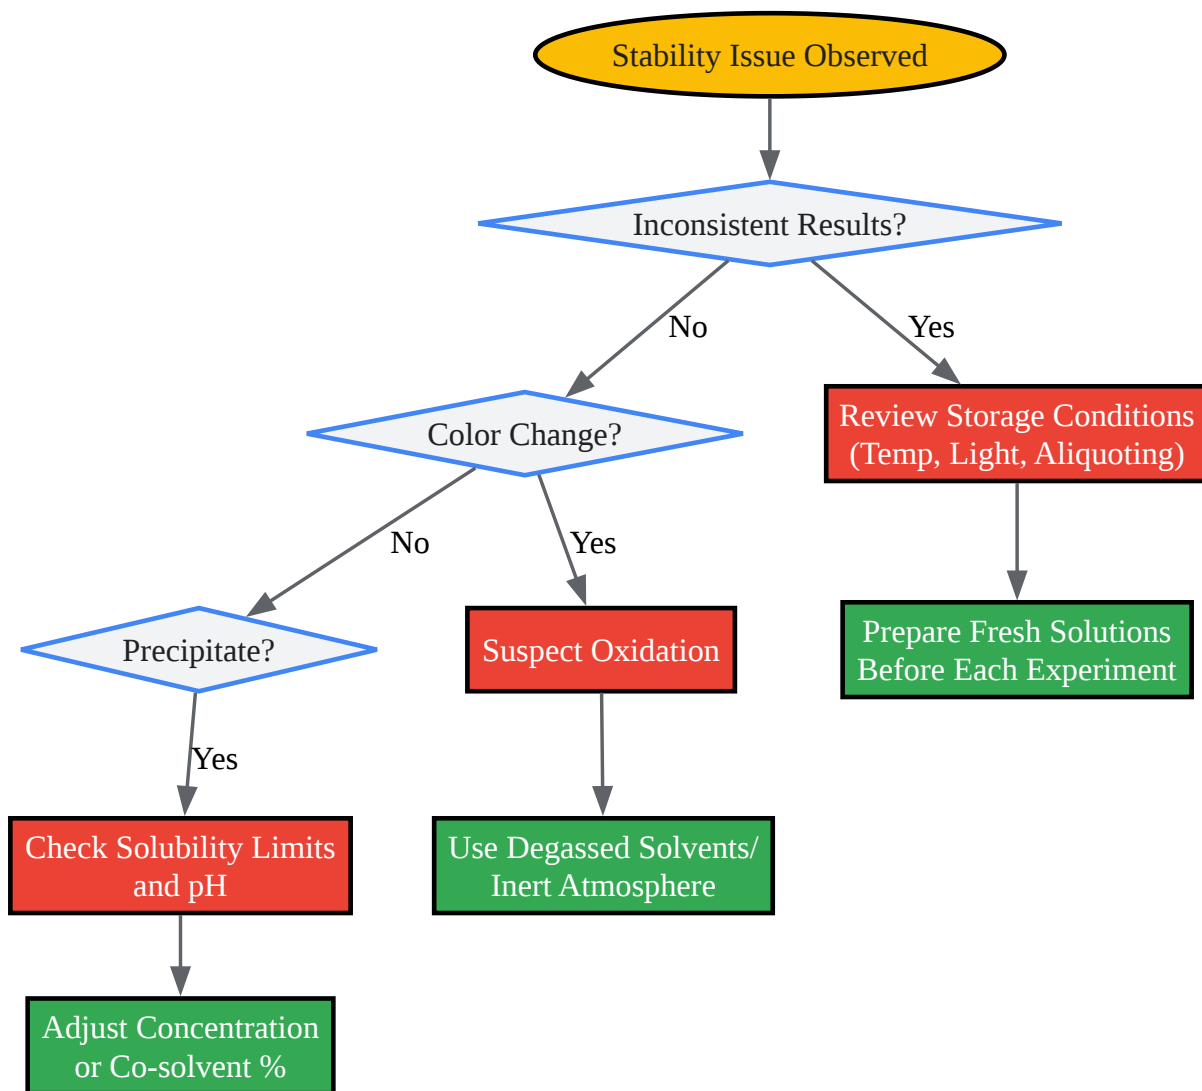 Stability Issue Observed
Inconsistent Results?
No
Yes
Color Change?
Review Storage Conditions
(Temp, Light, Aliquoting)
No
Yes
Precipitate?
Suspect Oxidation
Prepare Fresh Solutions
Before Each Experiment
Yes
Check Solubility Limits
and pH
Use Degassed Solvents/
Inert Atmosphere
Adjust Concentration
or Co-solvent %